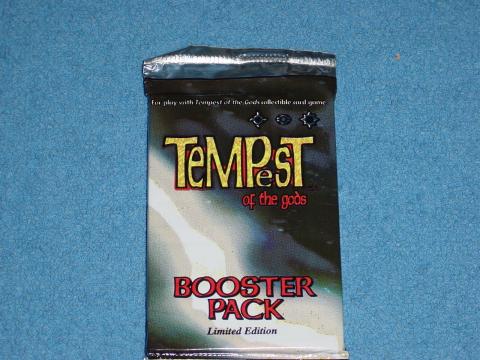 For play with Tempest of the Gods collectible card game
TeMPesT
of the gods
BOOSTER
PACK
Limited Edition